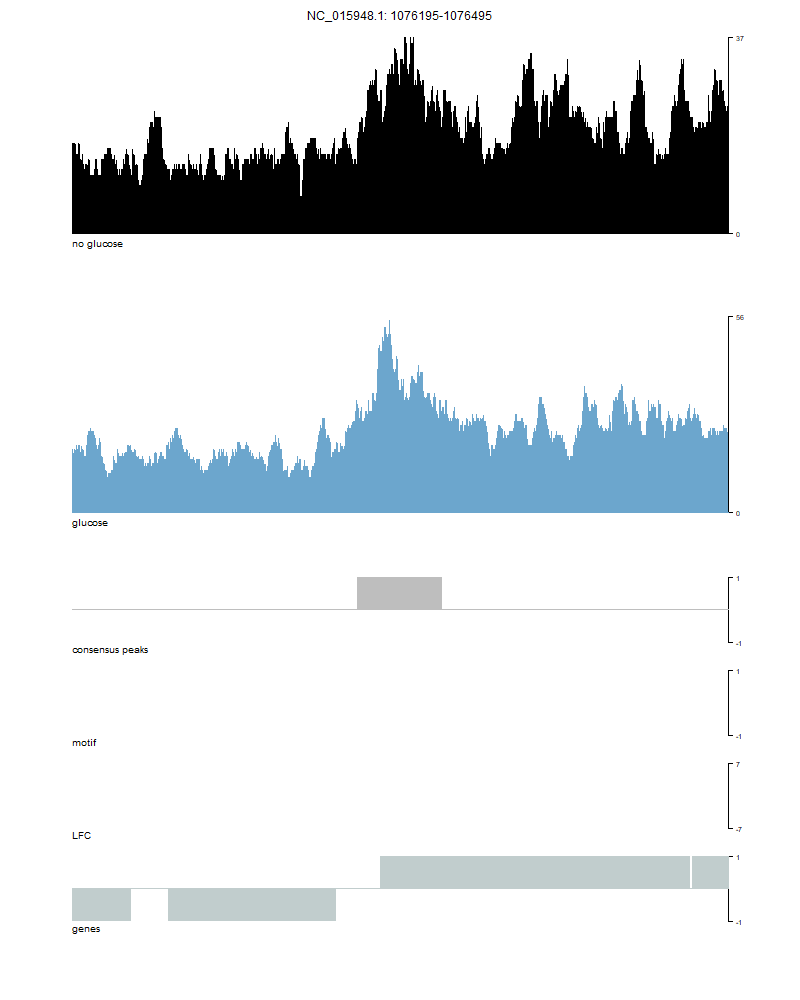 NC_015948.1: 1076195-1076495
37
0
no glucose
56
0
glucose
1
-1
consensus peaks
1
-1
motif
7
-7
LFC
1
-1
genes